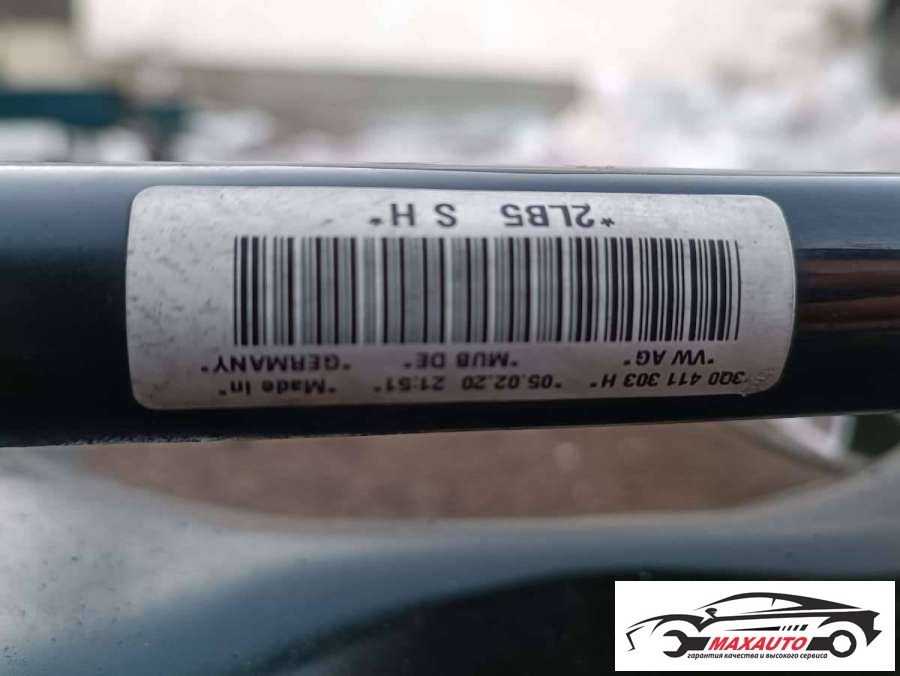 3Q0 411 303 H* *05.02.20 21:51* *Made In*
*VW AG* *MUB DE* *GERMANY*
*2LB5 S H*
MAXAUTO
гарантия качества и высокого сервиса